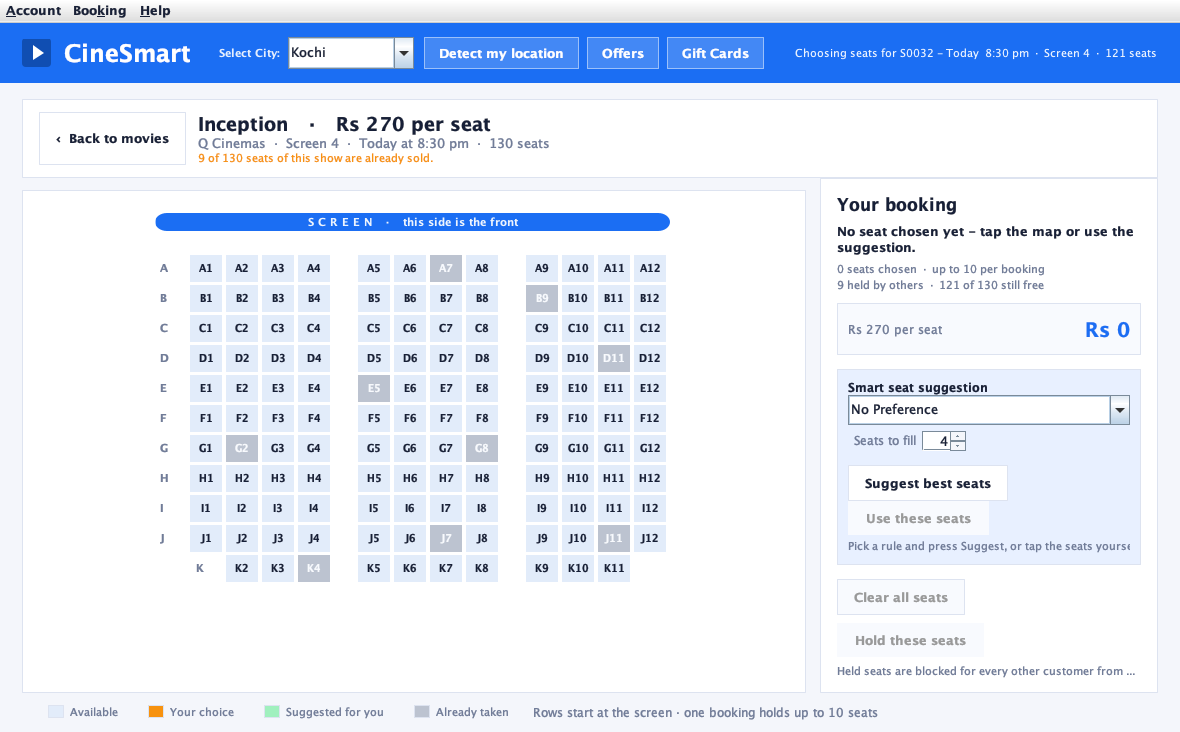 Account Booking Help
CineSmart Select City: Kochi Detect my location Offers Gift Cards Choosing seats for S0032 – Today 8:30 pm · Screen 4 · 121 seats
‹ Back to movies
Inception · Rs 270 per seat
Q Cinemas · Screen 4 · Today at 8:30 pm · 130 seats
9 of 130 seats of this show are already sold.
SCREEN · this side is the front
A A1 A2 A3 A4 A5 A6 A7 A8 A9 A10 A11 A12
B B1 B2 B3 B4 B5 B6 B7 B8 B9 B10 B11 B12
C C1 C2 C3 C4 C5 C6 C7 C8 C9 C10 C11 C12
D D1 D2 D3 D4 D5 D6 D7 D8 D9 D10 D11 D12
E E1 E2 E3 E4 E5 E6 E7 E8 E9 E10 E11 E12
F F1 F2 F3 F4 F5 F6 F7 F8 F9 F10 F11 F12
G G1 G2 G3 G4 G5 G6 G7 G8 G9 G10 G11 G12
H H1 H2 H3 H4 H5 H6 H7 H8 H9 H10 H11 H12
I I1 I2 I3 I4 I5 I6 I7 I8 I9 I10 I11 I12
J J1 J2 J3 J4 J5 J6 J7 J8 J9 J10 J11 J12
K K2 K3 K4 K5 K6 K7 K8 K9 K10 K11
Your booking
No seat chosen yet – tap the map or use the
suggestion.
0 seats chosen · up to 10 per booking
9 held by others · 121 of 130 still free
Rs 270 per seat Rs 0
Smart seat suggestion
No Preference
Seats to fill 4
Suggest best seats
Use these seats
Pick a rule and press Suggest, or tap the seats yourse
Clear all seats
Hold these seats
Held seats are blocked for every other customer from ...
Available Your choice Suggested for you Already taken Rows start at the screen · one booking holds up to 10 seats